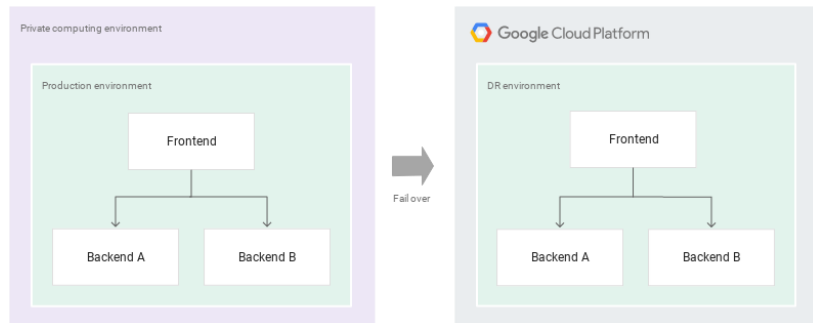 Private computing environment
Production environment
Frontend
Backend A
Backend B
Fail over
Google Cloud Platform
DR environment
Frontend
Backend A
Backend B